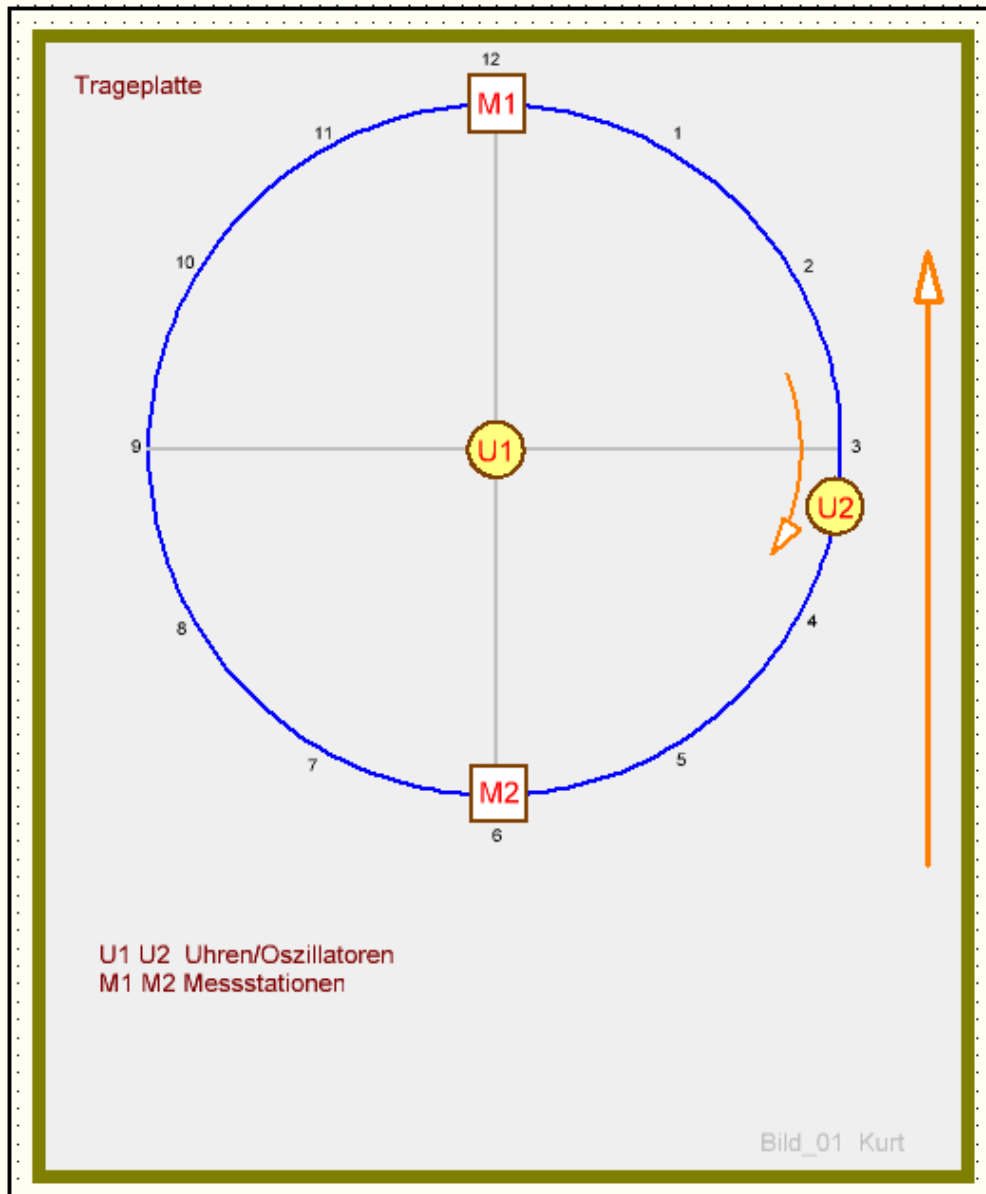 12
Trageplatte
M1
11
1
10
2
9
U1
3
U2
8
4
7
5
M2
6
U1 U2 Uhren/Oszillatoren
M1 M2 Messstationen
Bild_01 Kurt